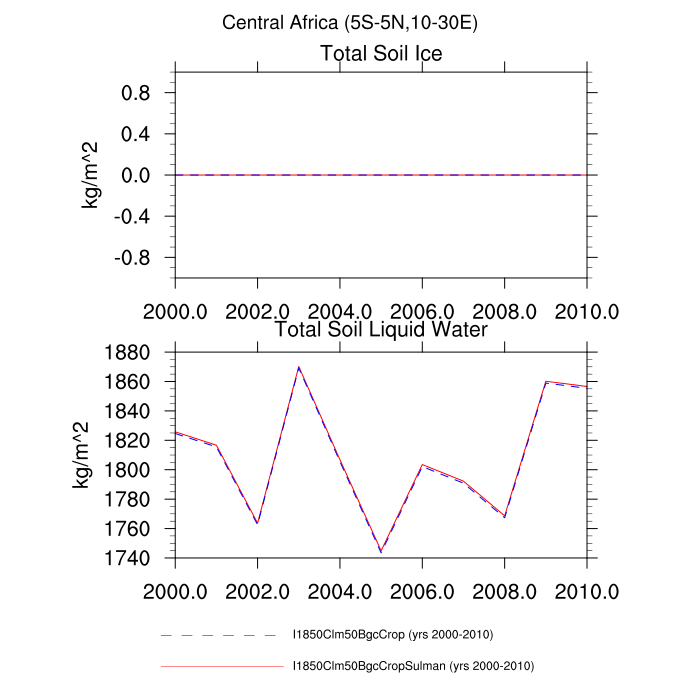 Central Africa (5S-5N,10-30E)
Total Soil Ice
0.8
0.4
0.0
-0.4
-0.8
kg/m^2
2000.0 2002.0 2004.0 2006.0 2008.0 2010.0
Total Soil Liquid Water
1880
1860
1840
1820
1800
1780
1760
1740
kg/m^2
2000.0 2002.0 2004.0 2006.0 2008.0 2010.0
I1850Clm50BgcCrop (yrs 2000-2010)
I1850Clm50BgcCropSulman (yrs 2000-2010)